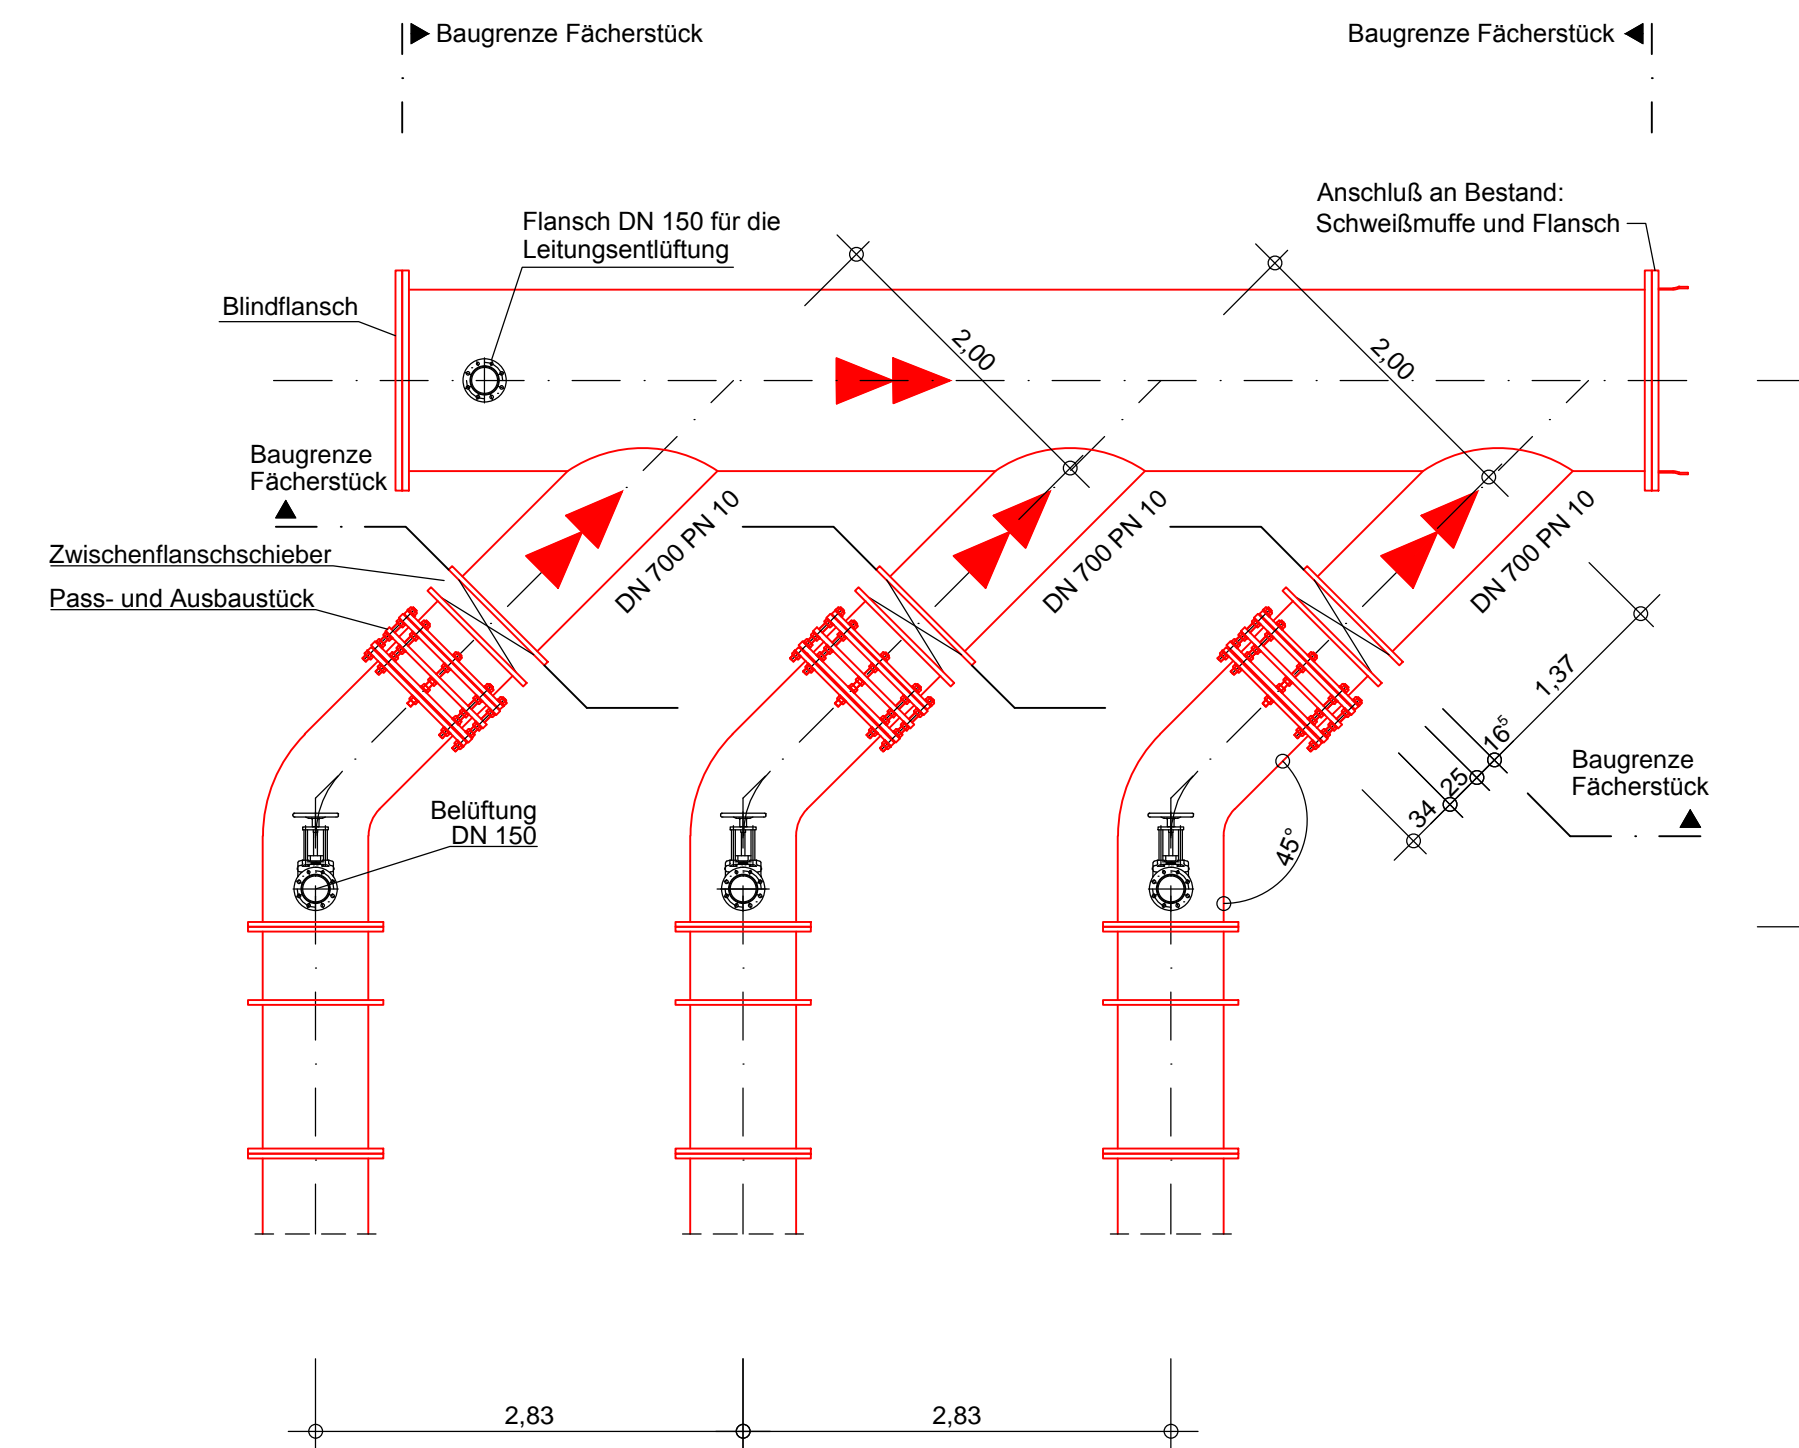 Baugrenze Fächerstück
Baugrenze Fächerstück
Anschluß an Bestand:
Schweißmuffe und Flansch
Flansch DN 150 für die
Leitungsentlüftung
Blindflansch
2,00
2,00
Baugrenze
Fächerstück
DN 700 PN 10
DN 700 PN 10
DN 700 PN 10
Zwischenflanschschieber
Pass- und Ausbaustück
1,37
16⁵
25
34
Baugrenze
Fächerstück
Belüftung
DN 150
45°
2,83
2,83